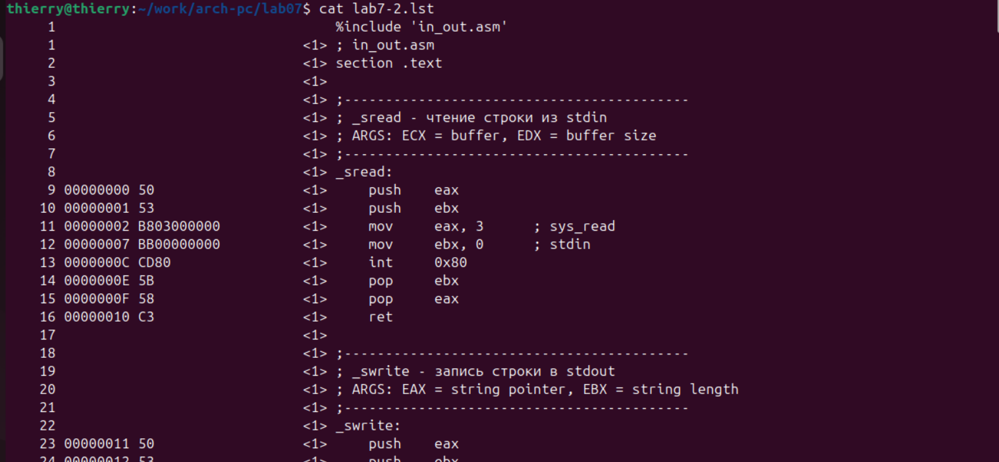 thierry@thierry:~/work/arch-pc/lab07$ cat lab7-2.lst
1 %include 'in_out.asm'
1 <1> ; in_out.asm
2 <1> section .text
3 <1>
4 <1> ;------------------------------------------
5 <1> ; _sread - чтение строки из stdin
6 <1> ; ARGS: ECX = buffer, EDX = buffer size
7 <1> ;------------------------------------------
8 <1> _sread:
9 00000000 50 <1> push eax
10 00000001 53 <1> push ebx
11 00000002 B803000000 <1> mov eax, 3 ; sys_read
12 00000007 BB00000000 <1> mov ebx, 0 ; stdin
13 0000000C CD80 <1> int 0x80
14 0000000E 5B <1> pop ebx
15 0000000F 58 <1> pop eax
16 00000010 C3 <1> ret
17 <1>
18 <1> ;------------------------------------------
19 <1> ; _swrite - запись строки в stdout
20 <1> ; ARGS: EAX = string pointer, EBX = string length
21 <1> ;------------------------------------------
22 <1> _swrite:
23 00000011 50 <1> push eax
24 00000012 53 <1> push ebx